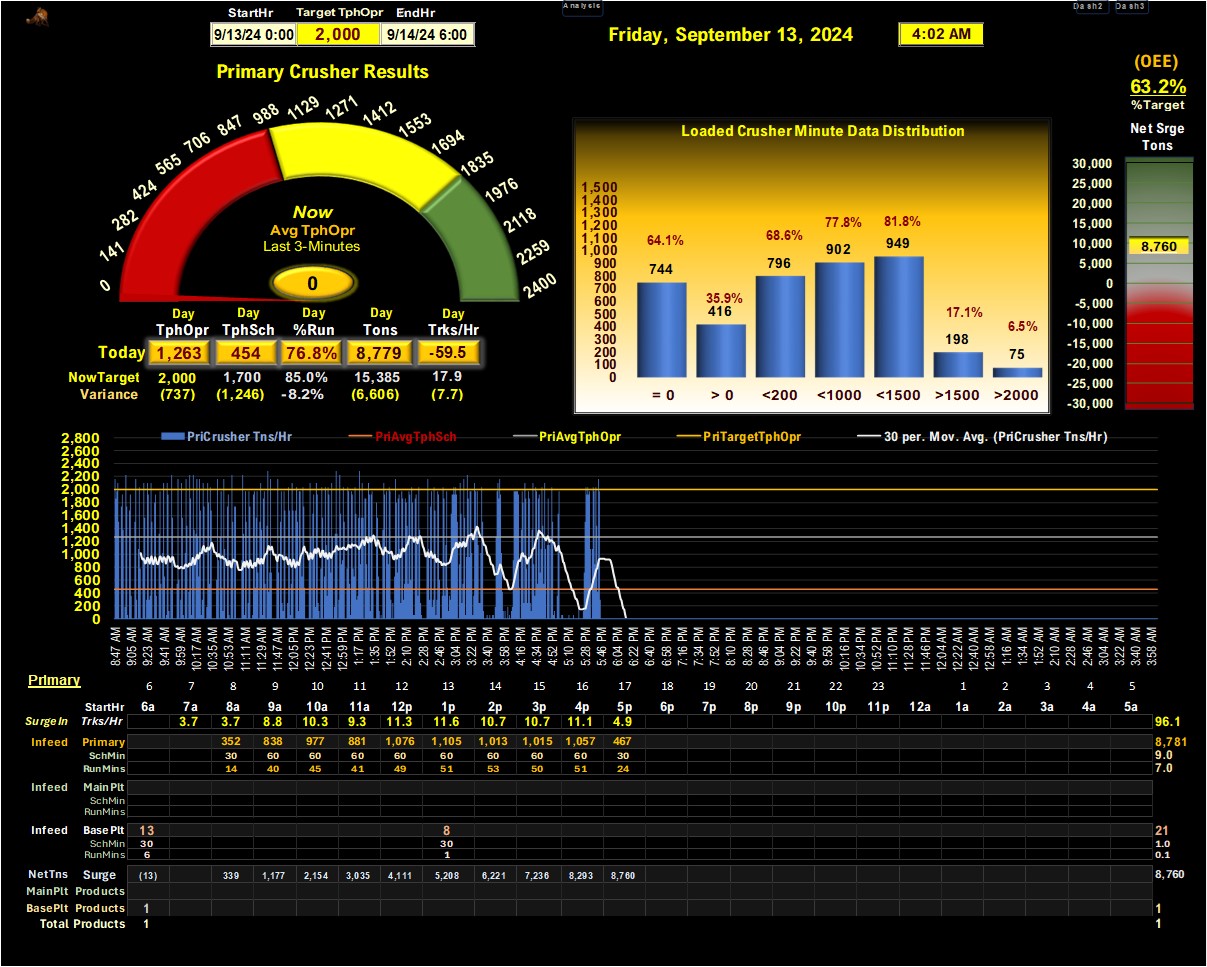 StartHr Target TphOpr EndHr Analysis Dash2 Dash3
9/13/24 0:00 2,000 9/14/24 6:00 Friday, September 13, 2024 4:02 AM
Primary Crusher Results
(OEE)
63.2%
%Target
Net Srge
Tons
0 141 282 424 565 706 847 988 1129 1271 1412 1553 1694 1835 1976 2118 2259 2400
Now
Avg TphOpr
Last 3-Minutes
0
Day Day Day Day Day
TphOpr TphSch %Run Tons Trks/Hr
Today 1,263 454 76.8% 8,779 -59.5
NowTarget 2,000 1,700 85.0% 15,385 17.9
Variance (737) (1,246) -8.2% (6,606) (7.7)
Loaded Crusher Minute Data Distribution
1,500
1,400
1,300
1,200
1,100
1,000
900
800
700
600
500
400
300
200
100
0
64.1% 35.9% 68.6% 77.8% 81.8% 17.1% 6.5%
744 416 796 902 949 198 75
= 0 > 0 <200 <1000 <1500 >1500 >2000
30,000
25,000
20,000
15,000
10,000
8,760
5,000
0
-5,000
-10,000
-15,000
-20,000
-25,000
-30,000
PriCrusher Tns/Hr PriAvgTphSch PriAvgTphOpr PriTargetTphOpr 30 per. Mov. Avg. (PriCrusher Tns/Hr)
2,800
2,600
2,400
2,200
2,000
1,800
1,600
1,400
1,200
1,000
800
600
400
200
0
8:47 AM 9:05 AM 9:23 AM 9:41 AM 9:59 AM 10:17 AM 10:35 AM 10:53 AM 11:11 AM 11:29 AM 11:47 AM 12:05 PM 12:23 PM 12:41 PM 12:59 PM 1:17 PM 1:35 PM 1:52 PM 2:10 PM 2:28 PM 2:46 PM 3:04 PM 3:22 PM 3:40 PM 3:58 PM 4:16 PM 4:34 PM 4:52 PM 5:10 PM 5:28 PM 5:46 PM 6:04 PM 6:22 PM 6:40 PM 6:58 PM 7:16 PM 7:34 PM 7:52 PM 8:10 PM 8:28 PM 8:46 PM 9:04 PM 9:22 PM 9:40 PM 9:58 PM 10:16 PM 10:34 PM 11:10 PM 11:28 PM 11:46 PM 12:04 AM 12:22 AM 12:40 AM 12:58 AM 1:16 AM 1:34 AM 1:52 AM 2:10 AM 2:28 AM 2:46 AM 3:04 AM 3:22 AM 3:40 AM 3:58 AM
Primary 6 7 8 9 10 11 12 13 14 15 16 17 18 19 20 21 22 23 1 2 3 4 5
StartHr 6a 7a 8a 9a 10a 11a 12p 1p 2p 3p 4p 5p 6p 7p 8p 9p 10p 11p 12a 1a 2a 3a 4a 5a
SurgeIn Trks/Hr 3.7 3.7 8.8 10.3 9.3 11.3 11.6 10.7 10.7 11.1 4.9 96.1
Infeed Primary 352 838 977 881 1,076 1,105 1,013 1,015 1,057 467 8,781
SchMin 30 60 60 60 60 60 60 60 60 30 9.0
RunMins 14 40 45 41 49 51 53 50 51 24 7.0
Infeed Main Plt
SchMin
RunMins
Infeed Base Plt 13 8 21
SchMin 30 30 1.0
RunMins 6 1 0.1
NetTns Surge (13) 339 1,177 2,154 3,035 4,111 5,208 6,221 7,236 8,293 8,760 8,760
MainPlt Products
BasePlt Products 1 1
Total Products 1 1